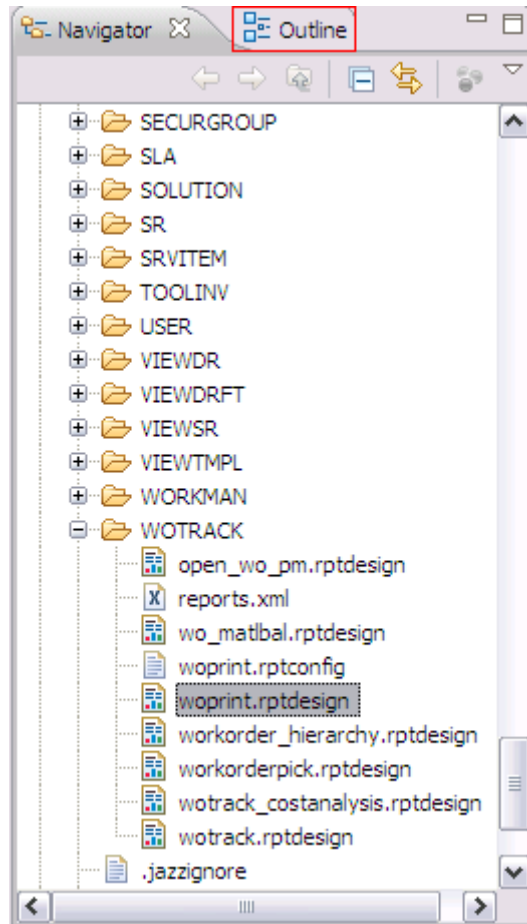 Navigator Outline
SECURGROUP
SLA
SOLUTION
SR
SRVITEM
TOOLINV
USER
VIEWDR
VIEWDRFT
VIEWSR
VIEWTMPL
WORKMAN
WOTRACK
open_wo_pm.rptdesign
reports.xml
wo_matlbal.rptdesign
woprint.rptconfig
woprint.rptdesign
workorder_hierarchy.rptdesign
workorderpick.rptdesign
wotrack_costanalysis.rptdesign
wotrack.rptdesign
.jazzignore